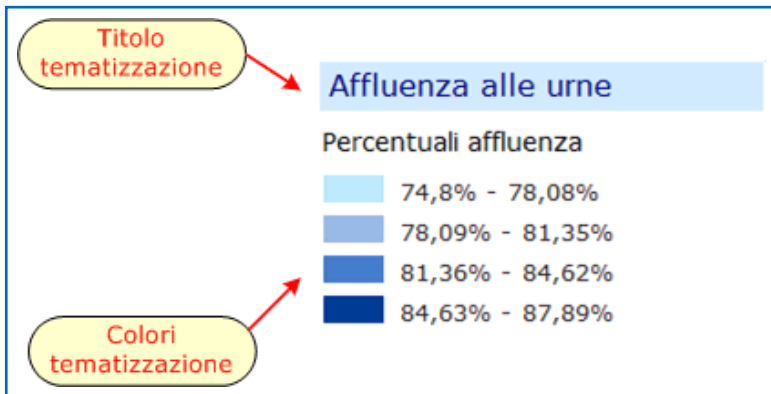 Titolo
tematizzazione
Affluenza alle urne
Percentuali affluenza
74,8% - 78,08%
78,09% - 81,35%
81,36% - 84,62%
84,63% - 87,89%
Colori
tematizzazione